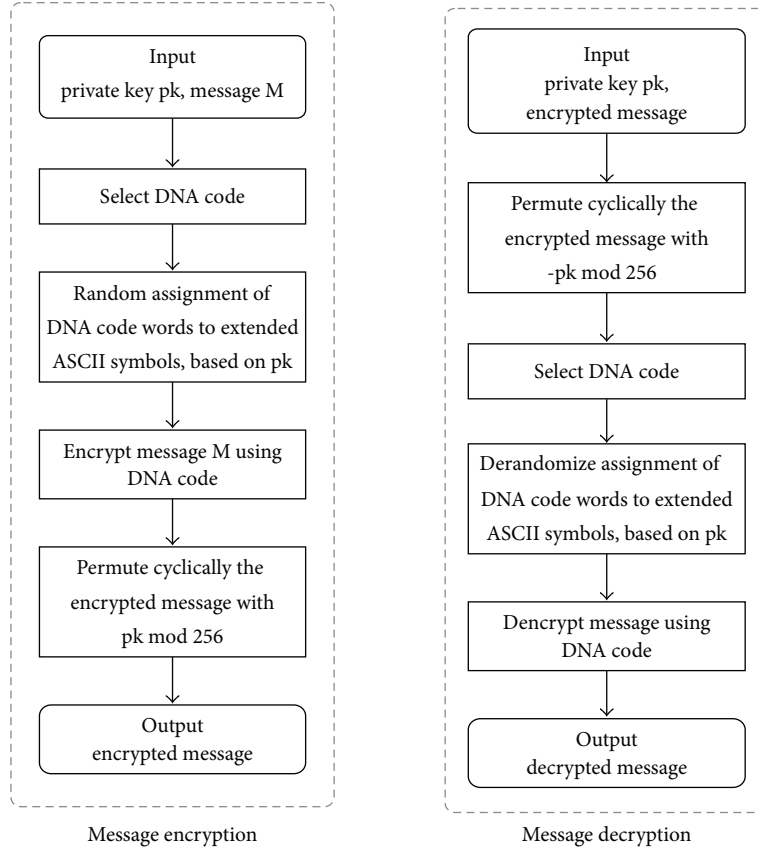 Input
private key pk, message M
Select DNA code
Random assignment of
DNA code words to extended
ASCII symbols, based on pk
Encrypt message M using
DNA code
Permute cyclically the
encrypted message with
pk mod 256
Output
encrypted message
Message encryption
Input
private key pk,
encrypted message
Permute cyclically the
encrypted message with
-pk mod 256
Select DNA code
Derandomize assignment of
DNA code words to extended
ASCII symbols, based on pk
Dencrypt message using
DNA code
Output
decrypted message
Message decryption